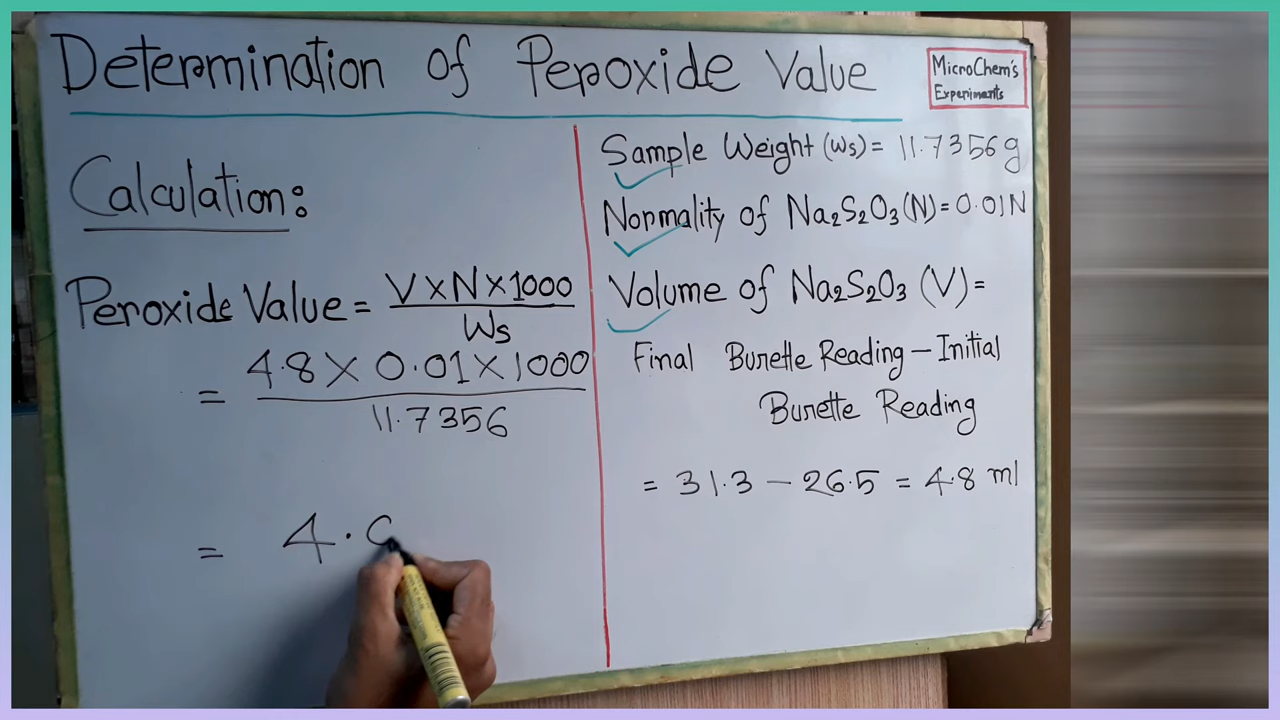 Determination of Peroxide Value
MicroChem's
Experiments
Calculation:
Peroxide Value = V×N×1000
Ws
= 4.8 × 0.01 × 1000
11.7356
= 4.
Sample Weight (Ws) = 11.7356g
Normality of Na₂S₂O₃ (N) = 0.01N
Volume of Na₂S₂O₃ (V) =
Final Burette Reading – Initial
Burette Reading
= 31.3 – 26.5 = 4.8 ml